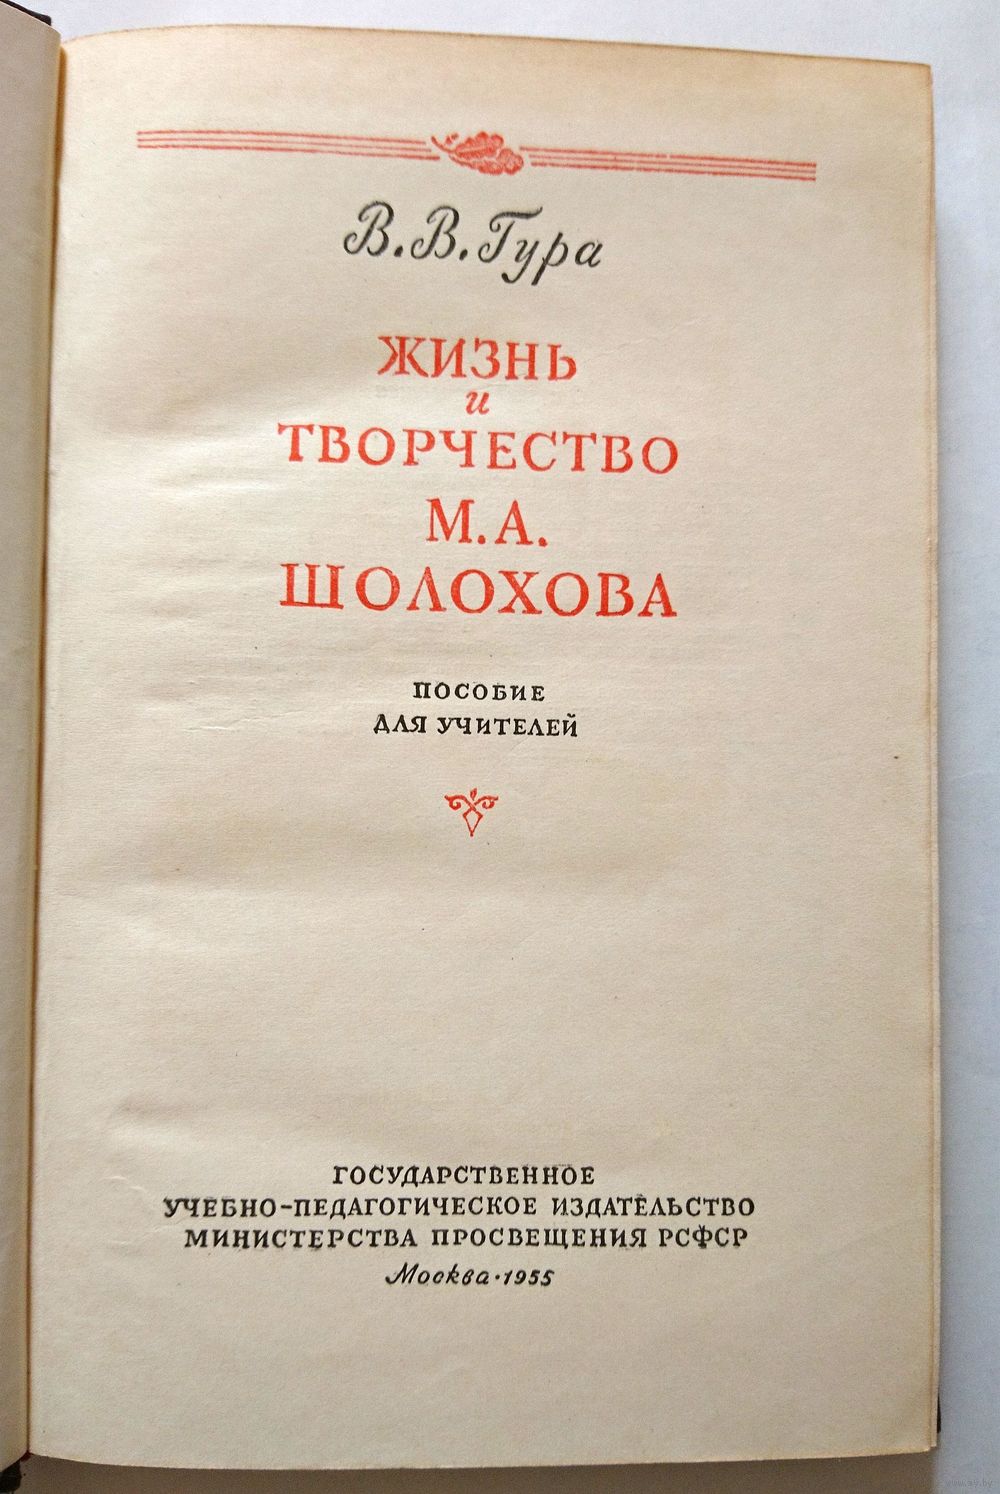 В. В. Гура
ЖИЗНЬ
и
ТВОРЧЕСТВО
М. А.
ШОЛОХОВА
ПОСОБИЕ
ДЛЯ УЧИТЕЛЕЙ
ГОСУДАРСТВЕННОЕ
УЧЕБНО-ПЕДАГОГИЧЕСКОЕ ИЗДАТЕЛЬСТВО
МИНИСТЕРСТВА ПРОСВЕЩЕНИЯ РСФСР
Москва · 1955